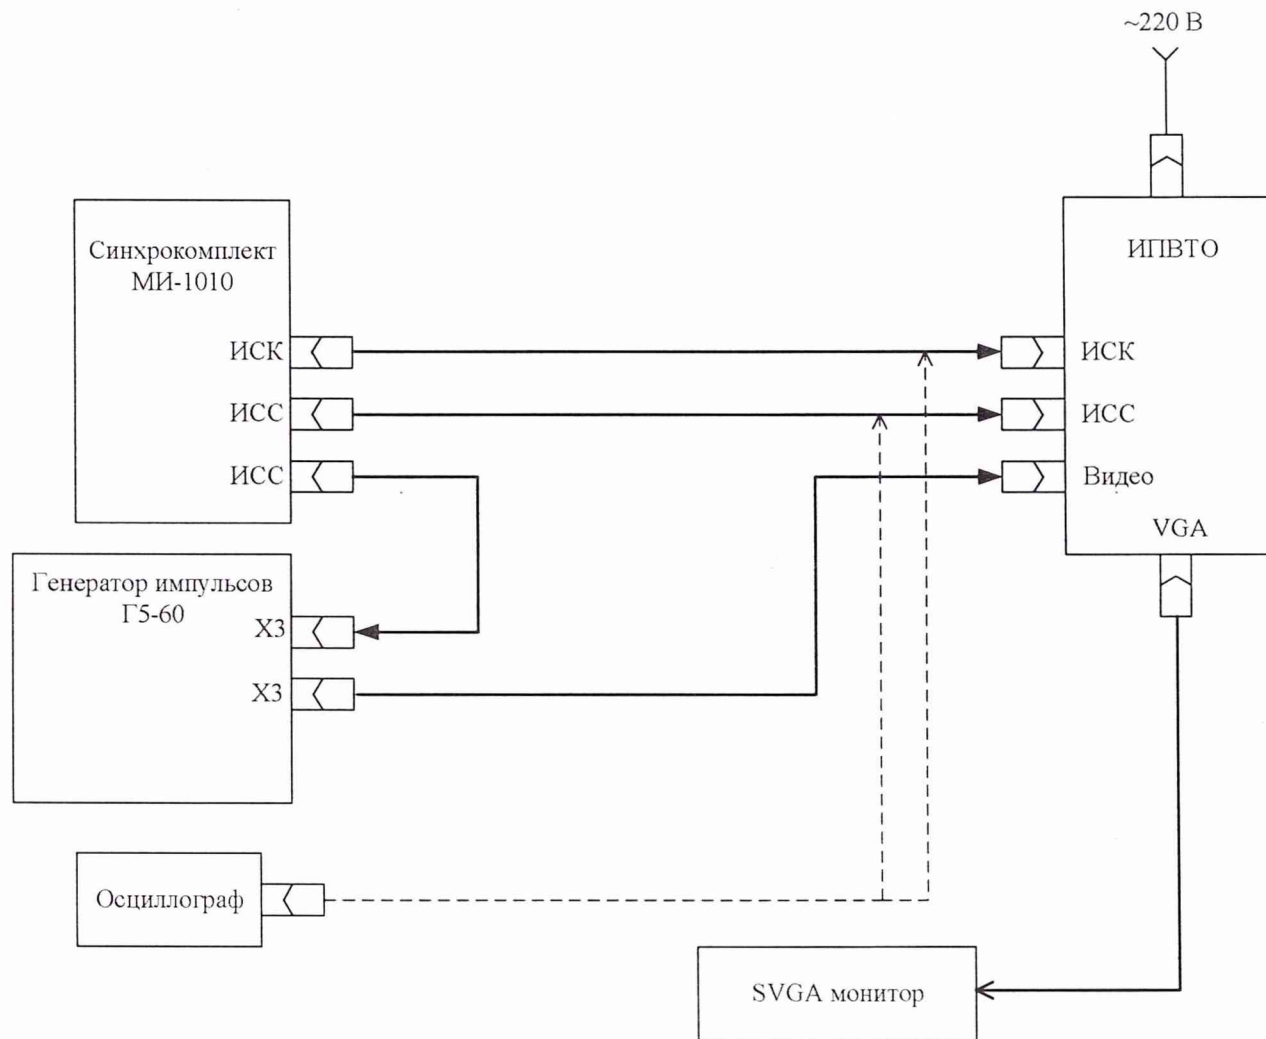 ~220 В
Синхрокомплект
МИ-1010
ИСК
ИСС
ИСС
ИПВТО
ИСК
ИСС
Видео
VGA
Генератор импульсов
Г5-60
Х3
Х3
Осциллограф
SVGA монитор